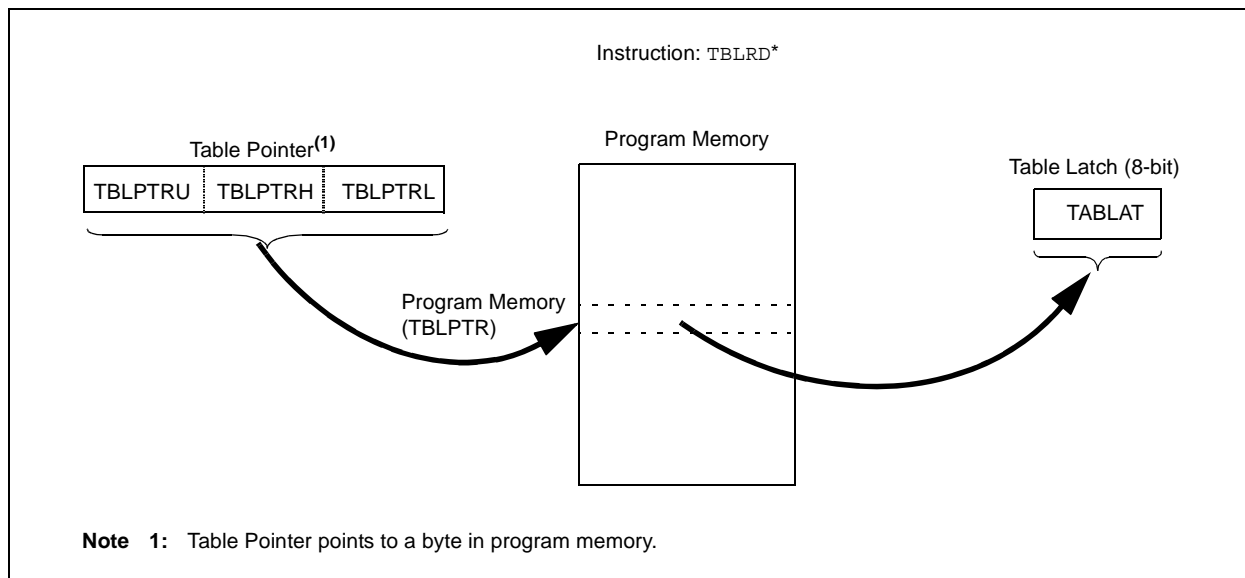 Instruction: TBLRD*
Table Pointer(1)
TBLPTRU TBLPTRH TBLPTRL
Program Memory
Table Latch (8-bit)
TABLAT
Program Memory
(TBLPTR)
Note 1: Table Pointer points to a byte in program memory.